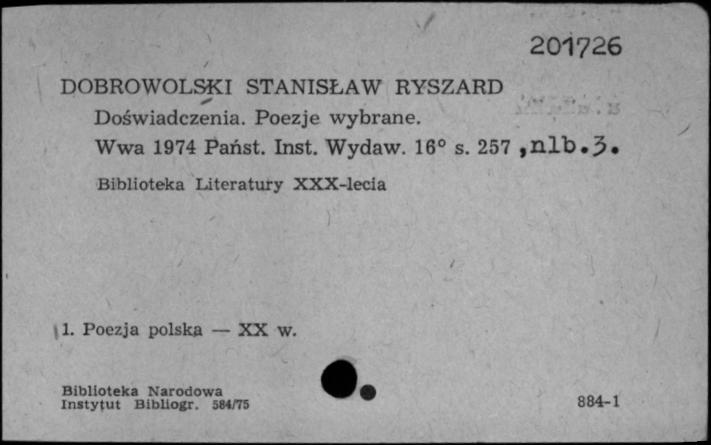 201726
DOBROWOLSKI STANISŁAW RYSZARD
Doświadczenia. Poezje wybrane.
Wwa 1974 Państ. Inst. Wydaw. 16° s. 257 ,nlb.3.
Biblioteka Literatury XXX-lecia
1. Poezja polska — XX w.
Biblioteka Narodowa
Instytut Bibliogr. 584/75
884-1